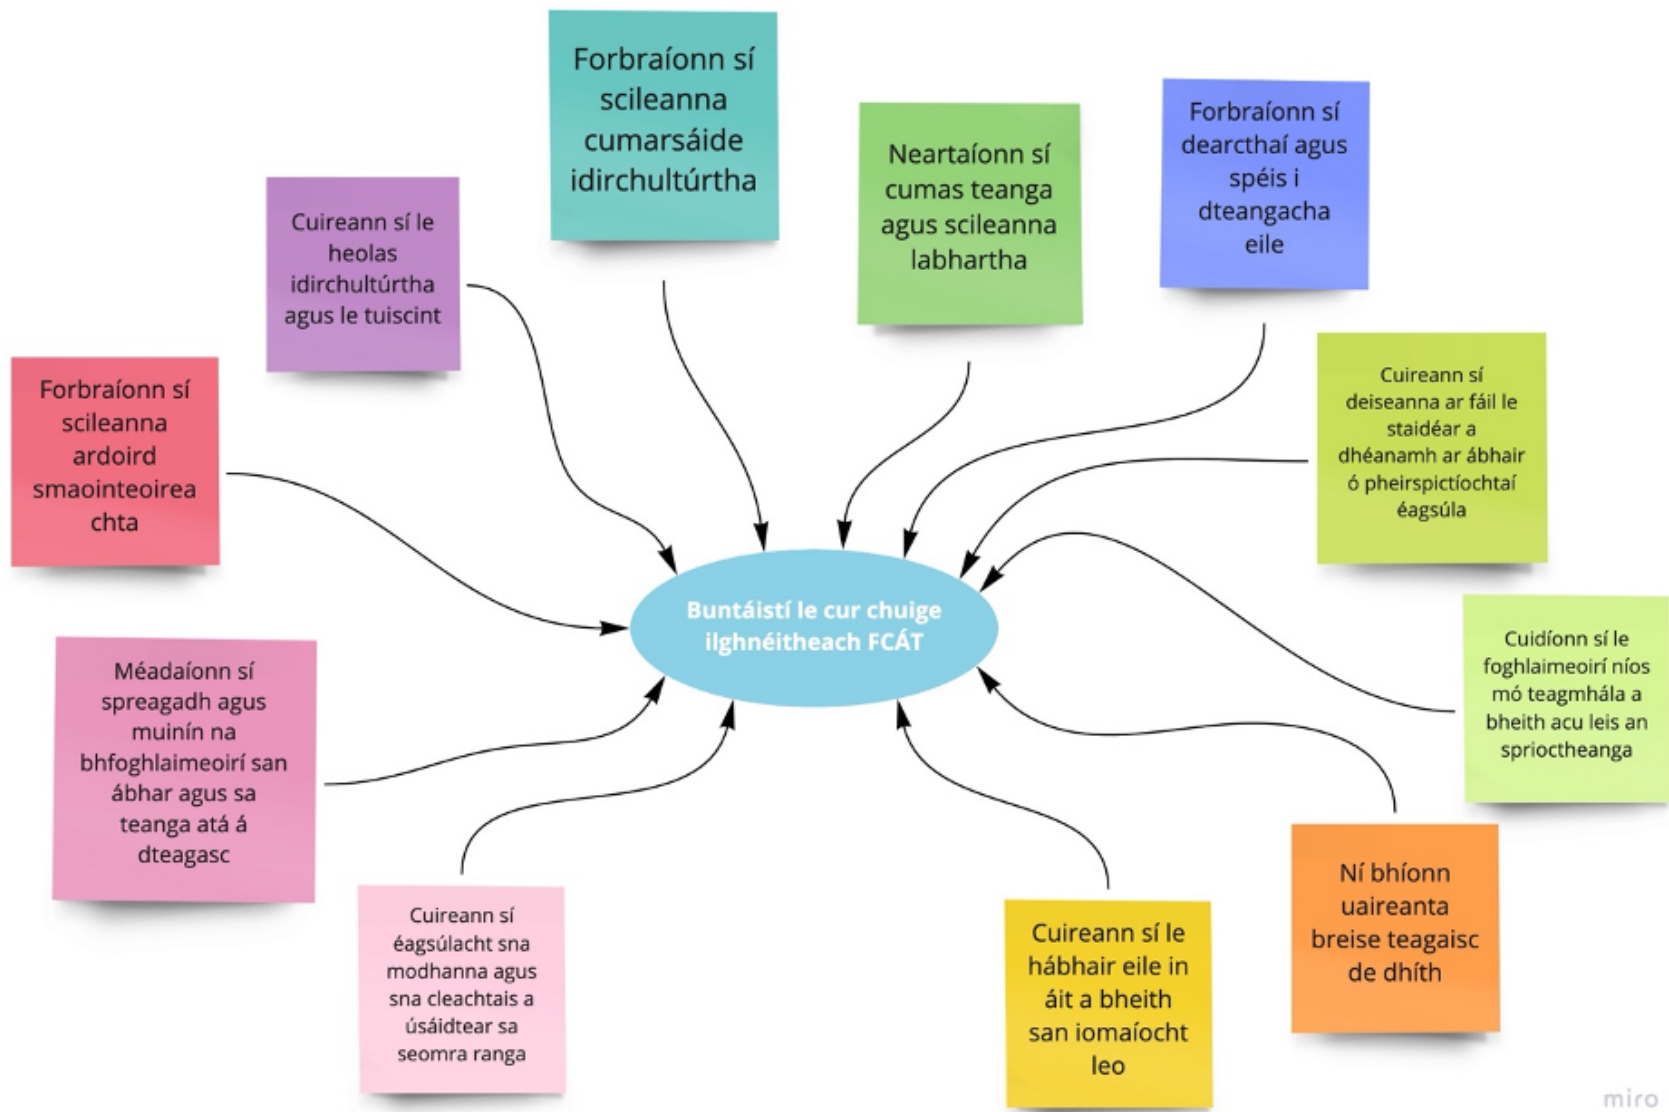 Forbraíonn sí
scileanna
cumarsáide
idirchultúrtha
Neartaíonn sí
cumas teanga
agus scileanna
labhartha
Forbraíonn sí
dearcthaí agus
spéis i
dteangacha
eile
Cuireann sí le
heolas
idirchultúrtha
agus le tuiscint
Cuireann sí
deiseanna ar fáil le
staidéar a
dhéanamh ar ábhair
ó pheirspictíochtaí
éagsúla
Forbraíonn sí
scileanna
ardoird
smaointeoirea
chta
Buntáistí le cur chuige
ilghnéitheach FCÁT
Cuidíonn sí le
foghlaimeoirí níos
mó teagmhála a
bheith acu leis an
sprioctheanga
Méadaíonn sí
spreagadh agus
muinín na
bhfoghlaimeoirí san
ábhar agus sa
teanga atá á
dteagasc
Ní bhíonn
uaireanta
breise teagaisc
de dhíth
Cuireann sí
éagsúlacht sna
modhanna agus
sna cleachtais a
úsáidtear sa
seomra ranga
Cuireann sí le
hábhair eile in
áit a bheith
san iomaíocht
leo
miro